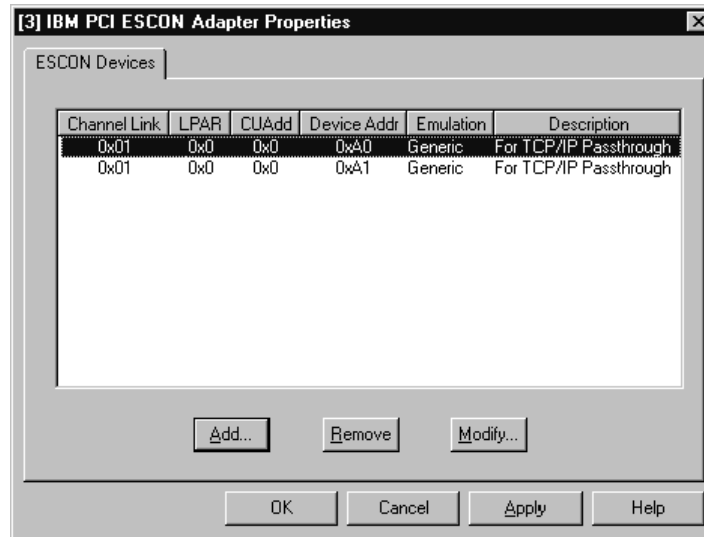 [3] IBM PCI ESCON Adapter Properties
ESCON Devices
Channel Link LPAR CUAdd Device Addr Emulation Description
0x01 0x0 0x0 0xA0 Generic For TCP/IP Passthrough
0x01 0x0 0x0 0xA1 Generic For TCP/IP Passthrough
Add... Remove Modify...
OK Cancel Apply Help